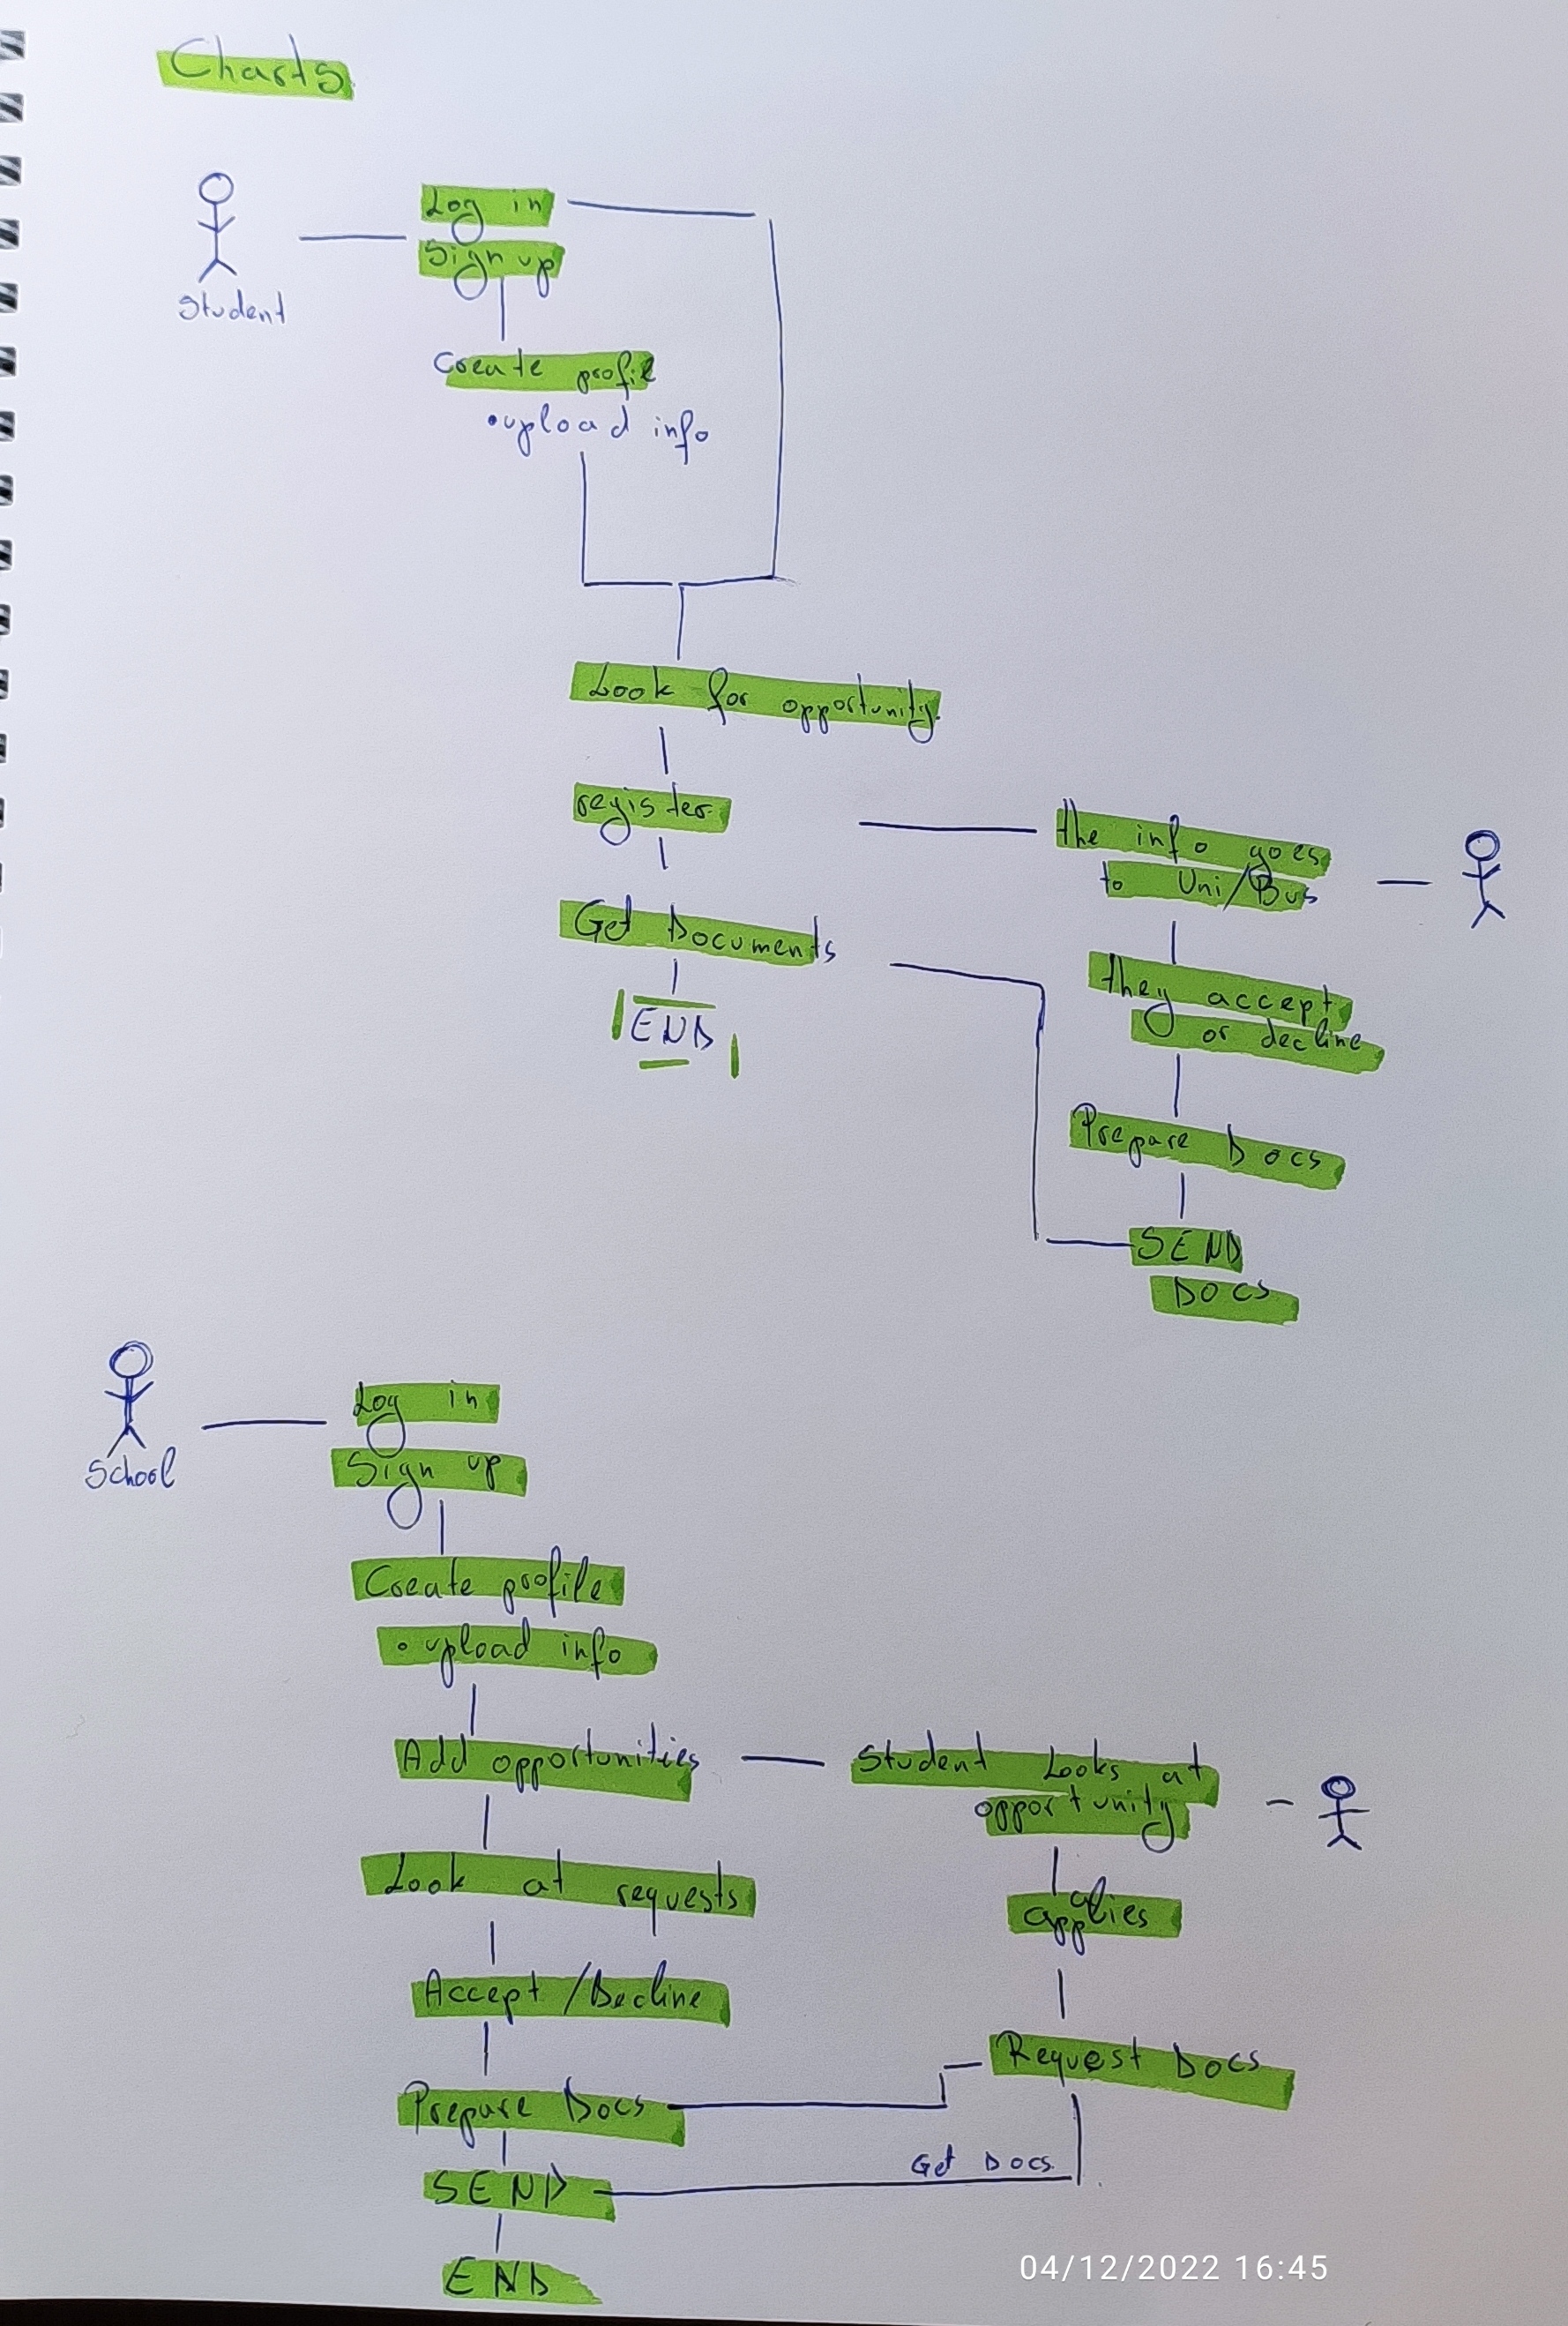 Charts
Log in
Sign up
Student
Create profile
•upload info
Look for opportunity.
register
the info goes
to Uni/Bus
Get Documents
END
they accept
or decline
Prepare Docs
SEND
DOCS
Log in
Sign up
School
Create profile
• upload info
Add opportunities
Student Looks at
opportunity
Look at requests
applies
Accept/Decline
Request Docs
Prepare Docs
Get Docs
SEND
END
04/12/2022 16:45